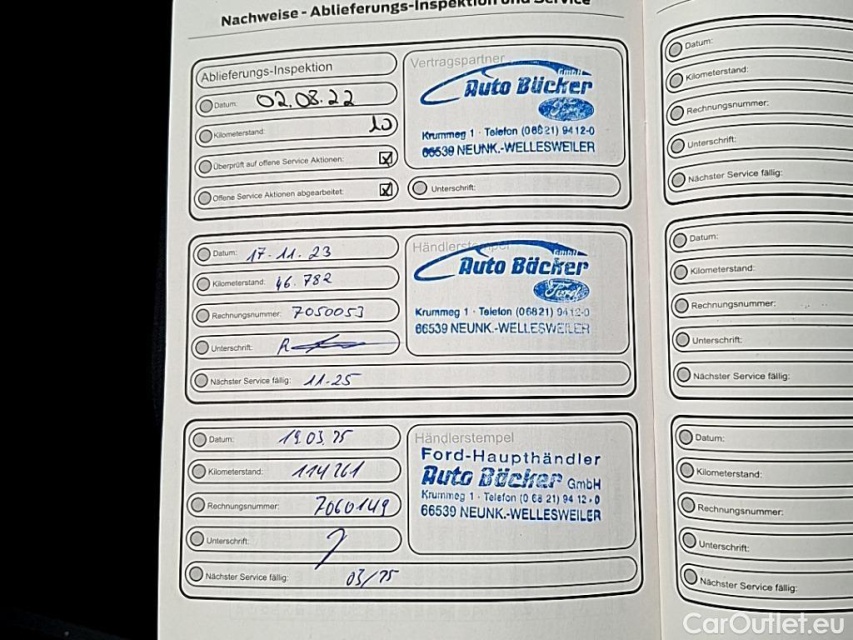 Nachweise - Ablieferungs-Inspektion und Service
Ablieferungs-Inspektion
Datum: 02.08.22
Kilometerstand: 10
Überprüft auf offene Service Aktionen:
Offene Service Aktionen abgearbeitet:
Vertragspartner
Auto Bücker GmbH
Ford
Krummeg 1 · Telefon (06821) 9412-0
66539 NEUNK.-WELLESWEILER
Unterschrift:
Datum: 17.11.23
Kilometerstand: 46.782
Rechnungsnummer: 7050053
Unterschrift:
Nächster Service fällig: 11-25
Händlerstempel
Auto Bäcker GmbH
Ford
Krummeg 1 · Telefon (06821) 9412-0
66539 NEUNK.-WELLESWEILER
Datum: 19.03.25
Kilometerstand: 114261
Rechnungsnummer: 7060149
Unterschrift:
Nächster Service fällig: 03/25
Händlerstempel
Ford-Haupthändler
Auto Bücker GmbH
Krummeg 1 · Telefon (0 68 21) 94 12-0
66539 NEUNK.-WELLESWEILER
Datum:
Kilometerstand:
Rechnungsnummer:
Unterschrift:
Nächster Service fällig:
Datum:
Kilometerstand:
Rechnungsnummer:
Unterschrift:
Nächster Service fällig:
Datum:
Kilometerstand:
Rechnungsnummer:
Unterschrift:
Nächster Service fällig:
CarOutlet.eu